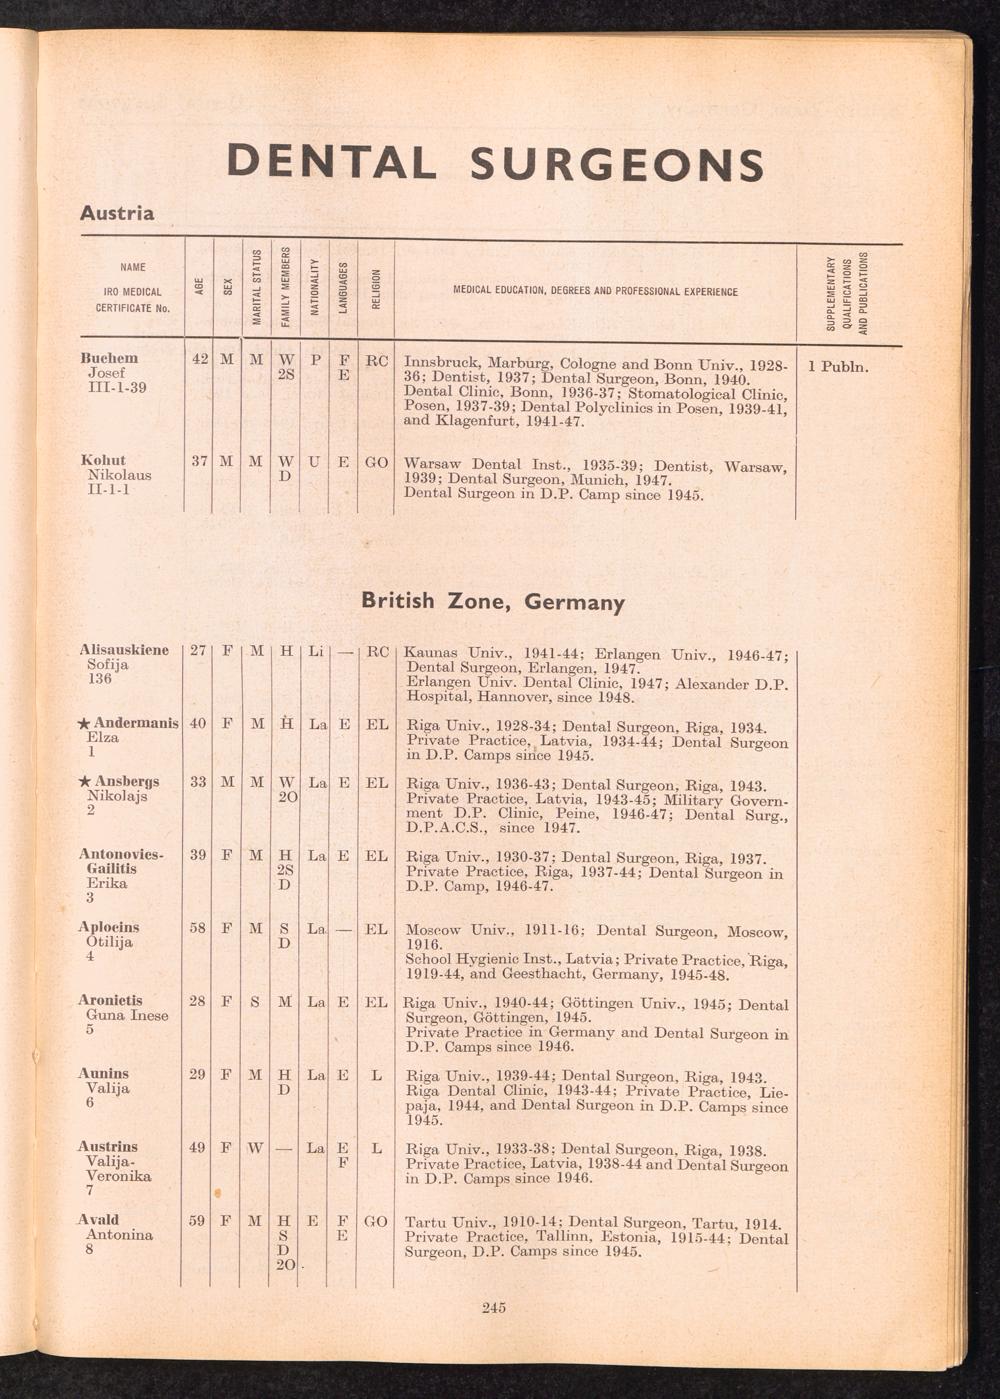 DENTAL SURGEONS
Austria
NAME
IRO MEDICAL
CERTIFICATE No.
AGE
SEX
MARITAL STATUS
FAMILY MEMBERS
NATIONALITY
LANGUAGES
RELIGION
MEDICAL EDUCATION, DEGREES AND PROFESSIONAL EXPERIENCE
SUPPLEMENTARY
QUALIFICATIONS
AND PUBLICATIONS
Buchem 42 M M W P F RC Innsbruck, Marburg, Cologne and Bonn Univ., 1928- 1 Publn.
Josef 2S E 36; Dentist, 1937; Dental Surgeon, Bonn, 1940.
III-1-39 Dental Clinic, Bonn, 1936-37; Stomatological Clinic,
Posen, 1937-39; Dental Polyclinics in Posen, 1939-41,
and Klagenfurt, 1941-47.
Kohut 37 M M W U E GO Warsaw Dental Inst., 1935-39; Dentist, Warsaw,
Nikolaus D 1939; Dental Surgeon, Munich, 1947.
II-1-1 Dental Surgeon in D.P. Camp since 1945.
British Zone, Germany
Alisauskiene 27 F M H Li — RC Kaunas Univ., 1941-44; Erlangen Univ., 1946-47;
Sofija Dental Surgeon, Erlangen, 1947.
136 Erlangen Univ. Dental Clinic, 1947; Alexander D.P.
Hospital, Hannover, since 1948.
★ Andermanis 40 F M H La E EL Riga Univ., 1928-34; Dental Surgeon, Riga, 1934.
Elza Private Practice, Latvia, 1934-44; Dental Surgeon
1 in D.P. Camps since 1945.
★ Ansbergs 33 M M W La E EL Riga Univ., 1936-43; Dental Surgeon, Riga, 1943.
Nikolajs 2O Private Practice, Latvia, 1943-45; Military Govern-
2 ment D.P. Clinic, Peine, 1946-47; Dental Surg.,
D.P.A.C.S., since 1947.
Antonovics- 39 F M H La E EL Riga Univ., 1930-37; Dental Surgeon, Riga, 1937.
Gailitis 2S Private Practice, Riga, 1937-44; Dental Surgeon in
Erika D D.P. Camp, 1946-47.
3
Aplocins 58 F M S La — EL Moscow Univ., 1911-16; Dental Surgeon, Moscow,
Otilija D 1916.
4 School Hygienic Inst., Latvia; Private Practice, Riga,
1919-44, and Geesthacht, Germany, 1945-48.
Aronietis 28 F S M La E EL Riga Univ., 1940-44; Göttingen Univ., 1945; Dental
Guna Inese Surgeon, Göttingen, 1945.
5 Private Practice in Germany and Dental Surgeon in
D.P. Camps since 1946.
Aunins 29 F M H La E L Riga Univ., 1939-44; Dental Surgeon, Riga, 1943.
Valija D Riga Dental Clinic, 1943-44; Private Practice, Lie-
6 paja, 1944, and Dental Surgeon in D.P. Camps since
1945.
Austrins 49 F W — La E L Riga Univ., 1933-38; Dental Surgeon, Riga, 1938.
Valija- F Private Practice, Latvia, 1938-44 and Dental Surgeon
Veronika in D.P. Camps since 1946.
7
Avald 59 F M H E F GO Tartu Univ., 1910-14; Dental Surgeon, Tartu, 1914.
Antonina S E Private Practice, Tallinn, Estonia, 1915-44; Dental
8 D Surgeon, D.P. Camps since 1945.
2O
245